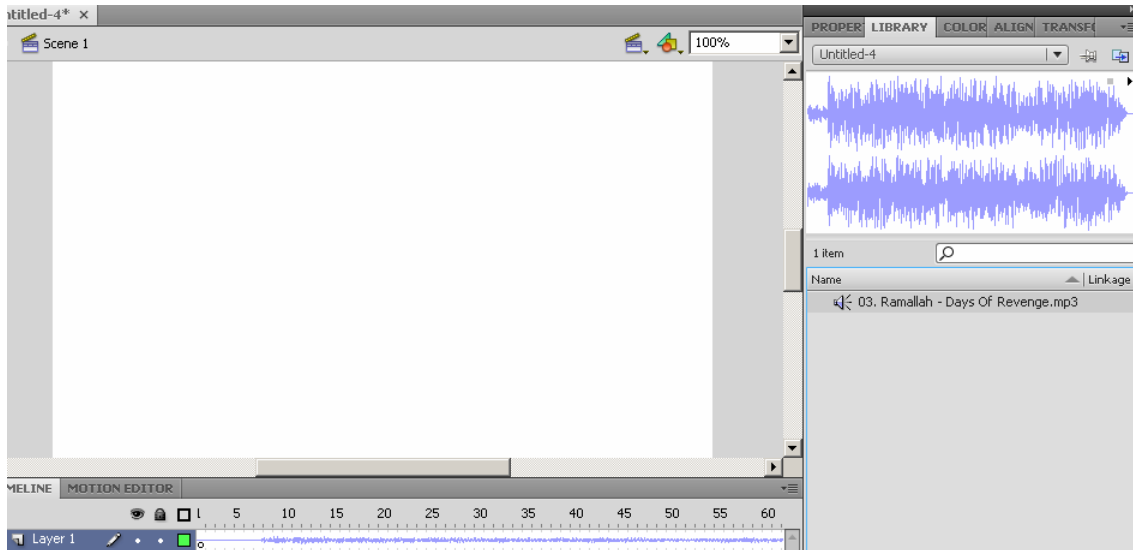 ntitled-4* ×
Scene 1
100%
MELINE MOTION EDITOR
1 5 10 15 20 25 30 35 40 45 50 55 60
Layer 1
PROPER LIBRARY COLOR ALIGN TRANSF
Untitled-4
1 item
Name Linkage
03. Ramallah - Days Of Revenge.mp3